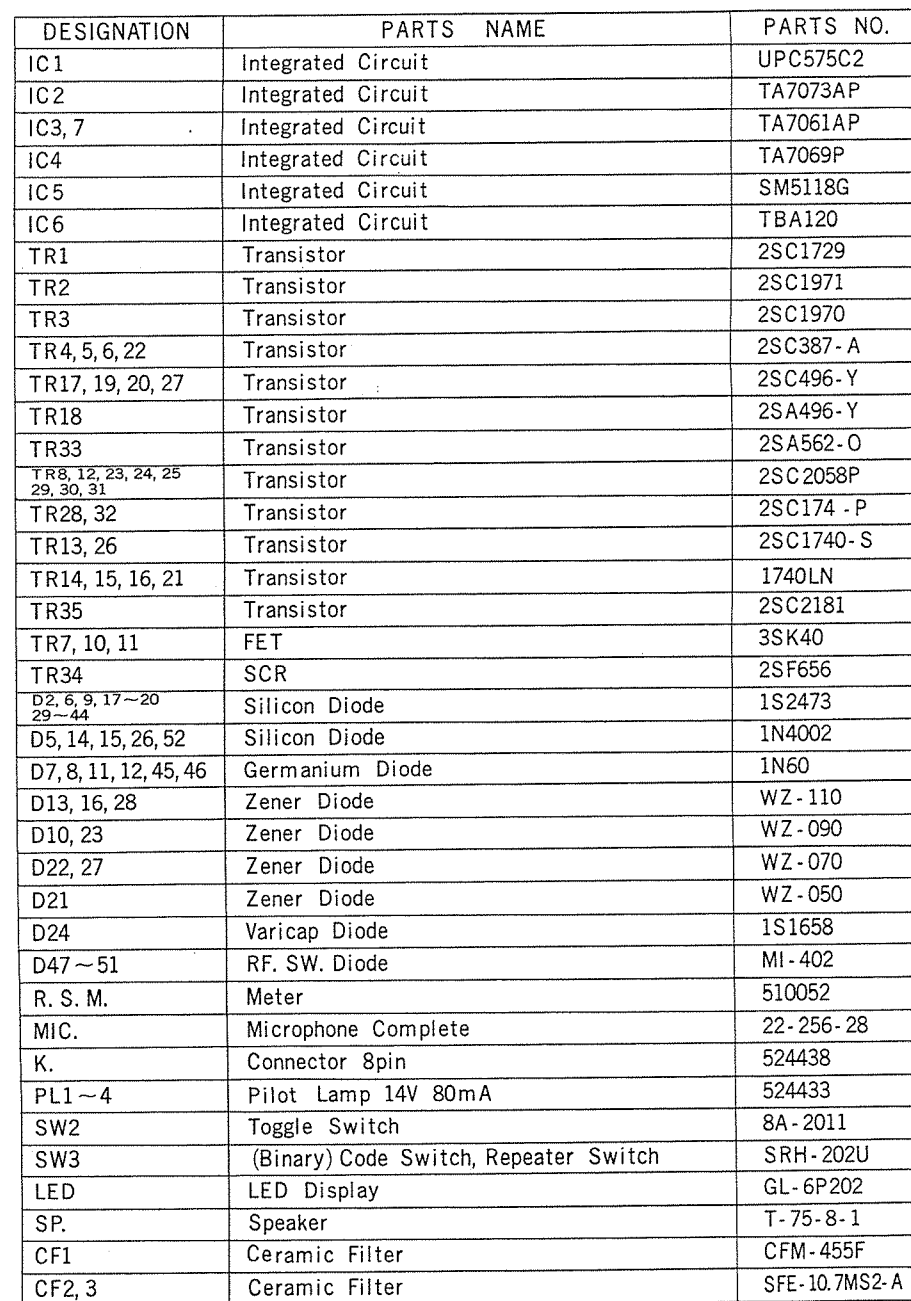 DESIGNATION PARTS NAME PARTS NO.
IC1 Integrated Circuit UPC575C2
IC2 Integrated Circuit TA7073AP
IC3, 7 Integrated Circuit TA7061AP
IC4 Integrated Circuit TA7069P
IC5 Integrated Circuit SM5118G
IC6 Integrated Circuit TBA120
TR1 Transistor 2SC1729
TR2 Transistor 2SC1971
TR3 Transistor 2SC1970
TR4, 5, 6, 22 Transistor 2SC387-A
TR17, 19, 20, 27 Transistor 2SC496-Y
TR18 Transistor 2SA496-Y
TR33 Transistor 2SA562-O
TR8, 12, 23, 24, 25
29, 30, 31 Transistor 2SC2058P
TR28, 32 Transistor 2SC174 -P
TR13, 26 Transistor 2SC1740-S
TR14, 15, 16, 21 Transistor 1740LN
TR35 Transistor 2SC2181
TR7, 10, 11 FET 3SK40
TR34 SCR 2SF656
D2, 6, 9, 17~20
29~44 Silicon Diode 1S2473
D5, 14, 15, 26, 52 Silicon Diode 1N4002
D7, 8, 11, 12, 45, 46 Germanium Diode 1N60
D13, 16, 28 Zener Diode WZ-110
D10, 23 Zener Diode WZ-090
D22, 27 Zener Diode WZ-070
D21 Zener Diode WZ-050
D24 Varicap Diode 1S1658
D47~51 RF. SW. Diode MI-402
R. S. M. Meter 510052
MIC. Microphone Complete 22-256-28
K. Connector 8pin 524438
PL1~4 Pilot Lamp 14V 80mA 524433
SW2 Toggle Switch 8A-2011
SW3 (Binary) Code Switch, Repeater Switch SRH-202U
LED LED Display GL-6P202
SP. Speaker T-75-8-1
CF1 Ceramic Filter CFM-455F
CF2, 3 Ceramic Filter SFE-10.7MS2-A